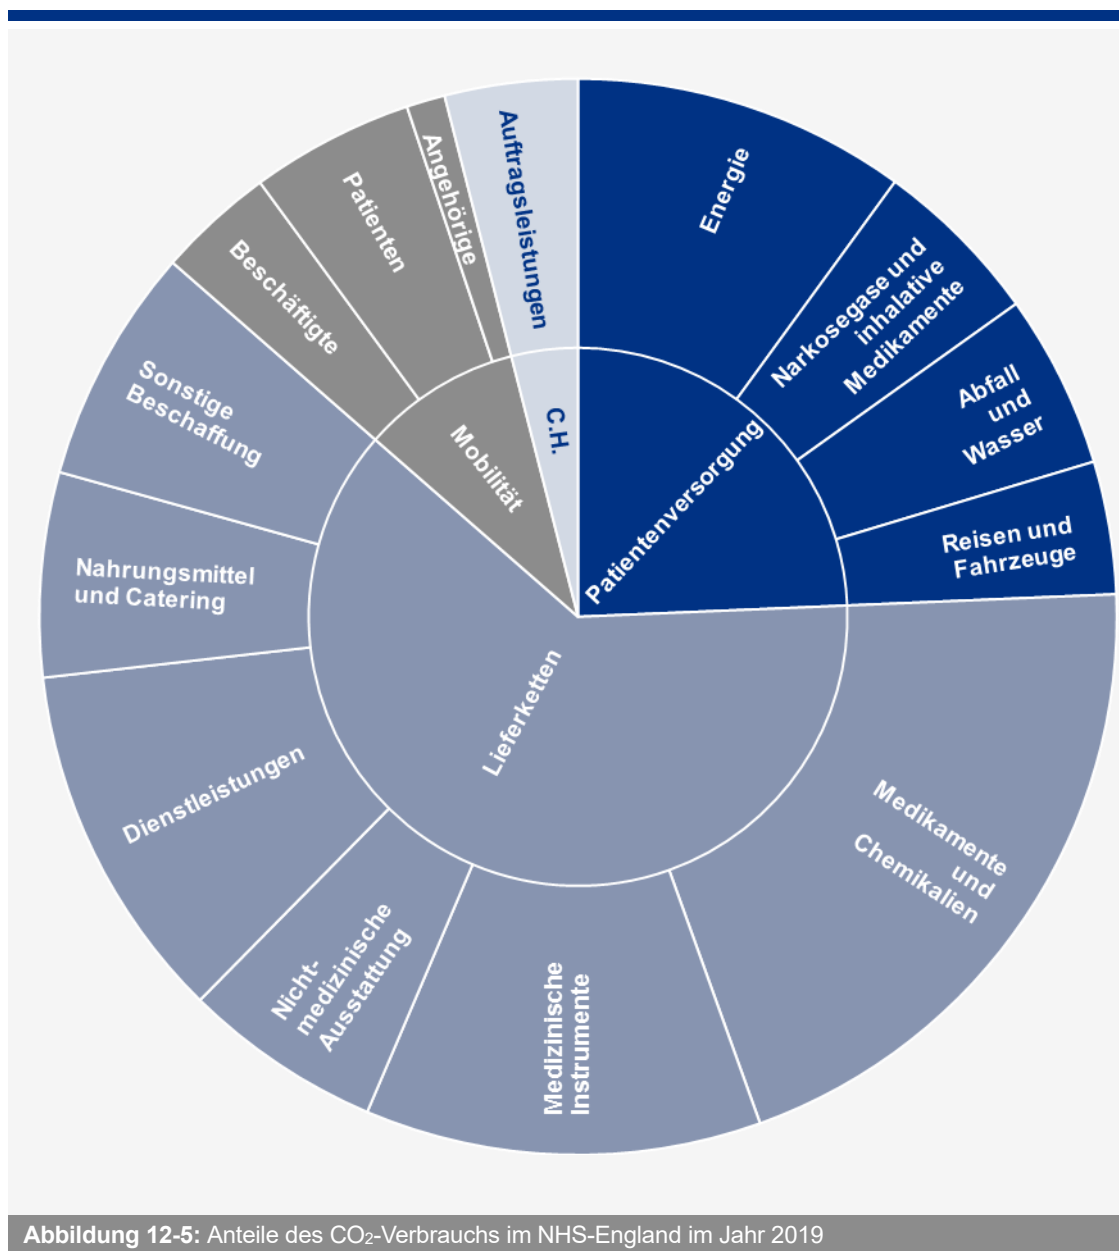 Energie
Narkosegase und
inhalative
Medikamente
Abfall
und
Wasser
Reisen und
Fahrzeuge
Medikamente
und
Chemikalien
Medizinische
Instrumente
Nicht-
medizinische
Ausstattung
Dienstleistungen
Nahrungsmittel
und Catering
Sonstige
Beschaffung
Beschäftigte
Patienten
Angehörige
Auftragsleistungen
Patientenversorgung
Lieferketten
Mobilität
C.H.
Abbildung 12-5: Anteile des CO₂-Verbrauchs im NHS-England im Jahr 2019